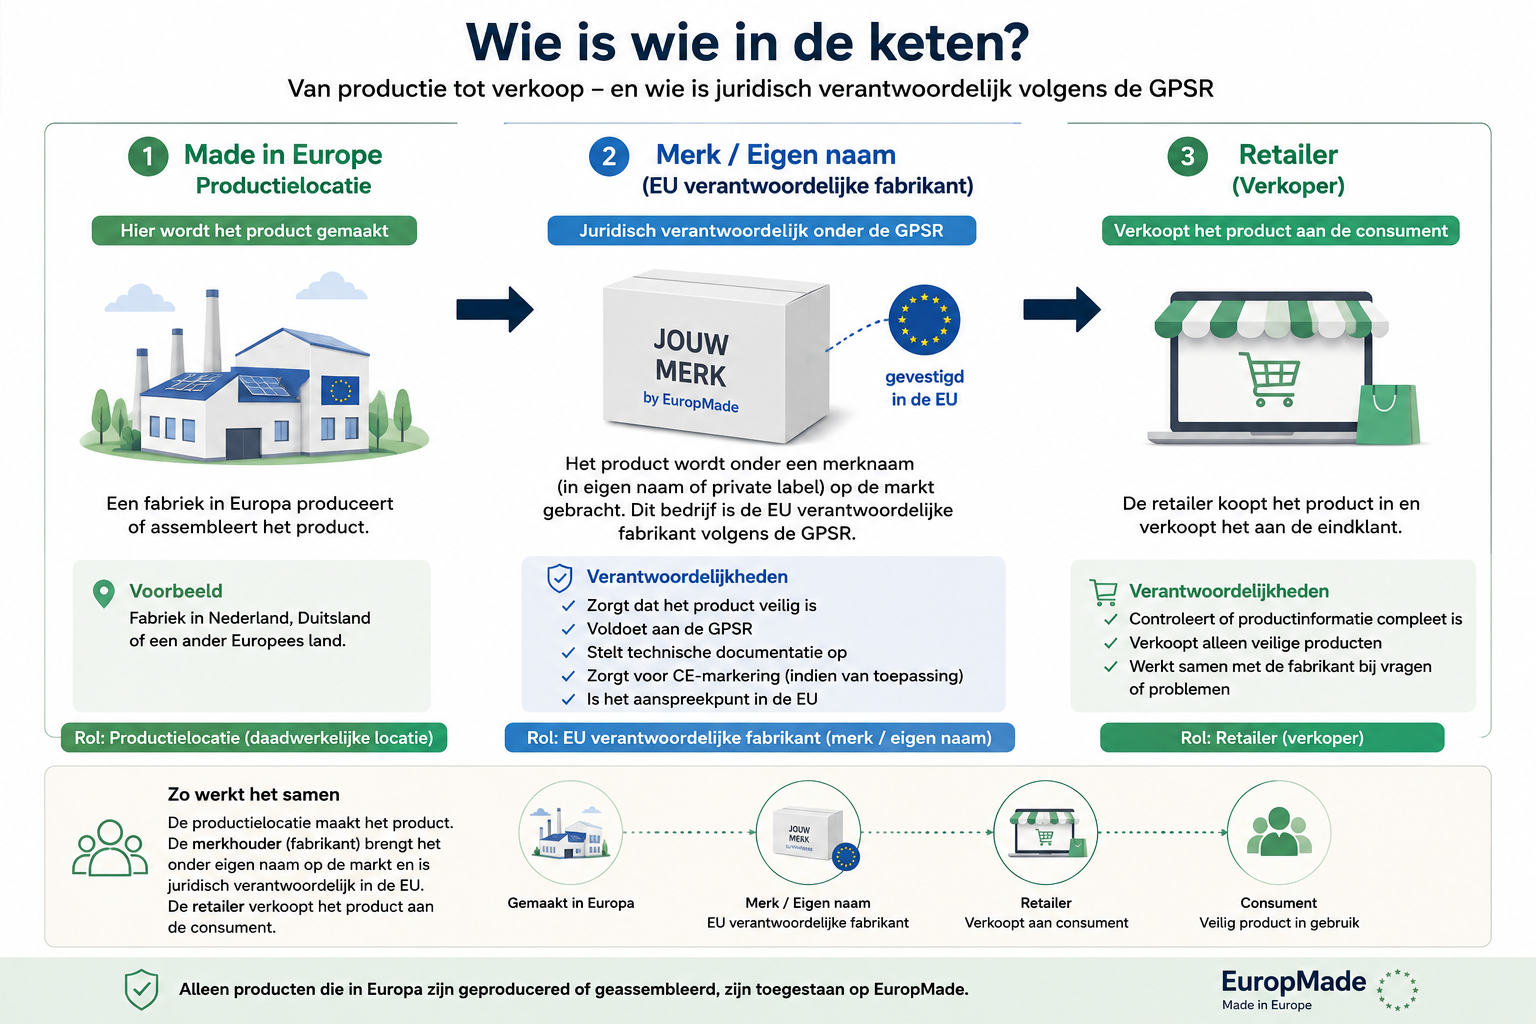 Wie is wie in de keten?
Van productie tot verkoop – en wie is juridisch verantwoordelijk volgens de GPSR
1
Made in Europe
Productielocatie
Hier wordt het product gemaakt
Een fabriek in Europa produceert
of assembleert het product.
Voorbeeld
Fabriek in Nederland, Duitsland
of een ander Europees land.
Rol: Productielocatie (daadwerkelijke locatie)
2
Merk / Eigen naam
(EU verantwoordelijke fabrikant)
Juridisch verantwoordelijk onder de GPSR
JOUW
MERK
by EuropMade
gevestigd
in de EU
Het product wordt onder een merknaam
(in eigen naam of private label) op de markt
gebracht. Dit bedrijf is de EU verantwoordelijke
fabrikant volgens de GPSR.
Verantwoordelijkheden
Zorgt dat het product veilig is
Voldoet aan de GPSR
Stelt technische documentatie op
Zorgt voor CE-markering (indien van toepassing)
Is het aanspreekpunt in de EU
Rol: EU verantwoordelijke fabrikant (merk / eigen naam)
3
Retailer
(Verkoper)
Verkoopt het product aan de consument
De retailer koopt het product in en
verkoopt het aan de eindklant.
Verantwoordelijkheden
Controleert of productinformatie compleet is
Verkoopt alleen veilige producten
Werkt samen met de fabrikant bij vragen
of problemen
Rol: Retailer (verkoper)
Zo werkt het samen
De productielocatie maakt het product.
De merkhouder (fabrikant) brengt het
onder eigen naam op de markt en is
juridisch verantwoordelijk in de EU.
De retailer verkoopt het product aan
de consument.
Gemaakt in Europa
JOUW
MERK
Merk / Eigen naam
EU verantwoordelijke fabrikant
Retailer
Verkoopt aan consument
Consument
Veilig product in gebruik
Alleen producten die in Europa zijn geproducered of geassembleerd, zijn toegestaan op EuropMade.
EuropMade
Made in Europe